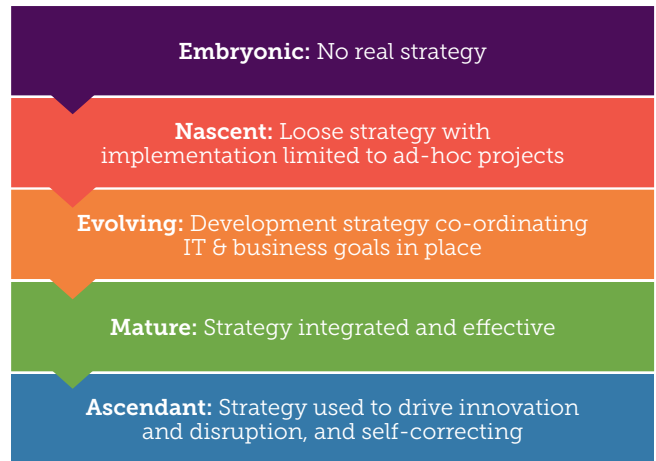 Embryonic: No real strategy
Nascent: Loose strategy with
implementation limited to ad-hoc projects
Evolving: Development strategy co-ordinating
IT & business goals in place
Mature: Strategy integrated and effective
Ascendant: Strategy used to drive innovation
and disruption, and self-correcting